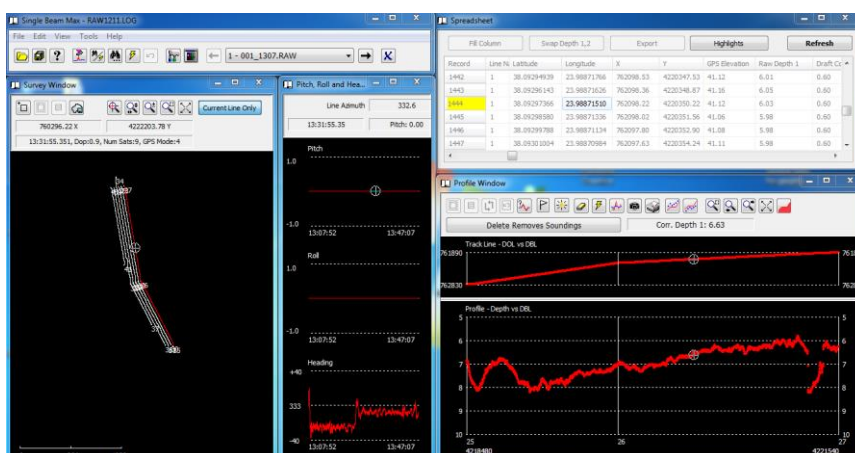 Single Beam Max - RAW1211.LOG
File Edit View Tools Help
1 - 001_1307.RAW
Survey Window
Current Line Only
760296.22 X 4222203.78 Y
13:31:55.351, Dop:0.9, Num Sats:9, GPS Mode:4
Pitch, Roll and Hea...
Line Azimuth 332.6
13:31:55.35 Pitch: 0.00
Pitch
1.0
-1.0
13:07:52 13:47:07
Roll
1.0
-1.0
13:07:52 13:47:07
Heading
+40
333
-40
13:07:52 13:47:07
Spreadsheet
Fill Column Swap Depth 1,2 Export Highlights Refresh
Record Line N Latitude Longitude X Y GPS Elevation Raw Depth 1 Draft Cc
1442 1 38.09294939 23.98871766 762098.53 4220347.53 41.12 6.01 0.60
1443 1 38.09296143 23.98871626 762098.36 4220348.87 41.16 6.05 0.60
1444 1 38.09297366 23.98871510 762098.22 4220350.22 41.12 6.03 0.60
1445 1 38.09298580 23.98871336 762098.02 4220351.56 41.06 5.98 0.60
1446 1 38.09299788 23.98871134 762097.80 4220352.90 41.08 5.98 0.60
1447 1 38.09301004 23.98870984 762097.63 4220354.24 41.11 5.98 0.60
Profile Window
Delete Removes Soundings Corr. Depth 1: 6.63
Track Line - DOL vs DBL
761890
762830
Profile - Depth vs DBL
5 5
6 6
7 7
8 8
9 9
10 10
25 26 27
4218480 4221540